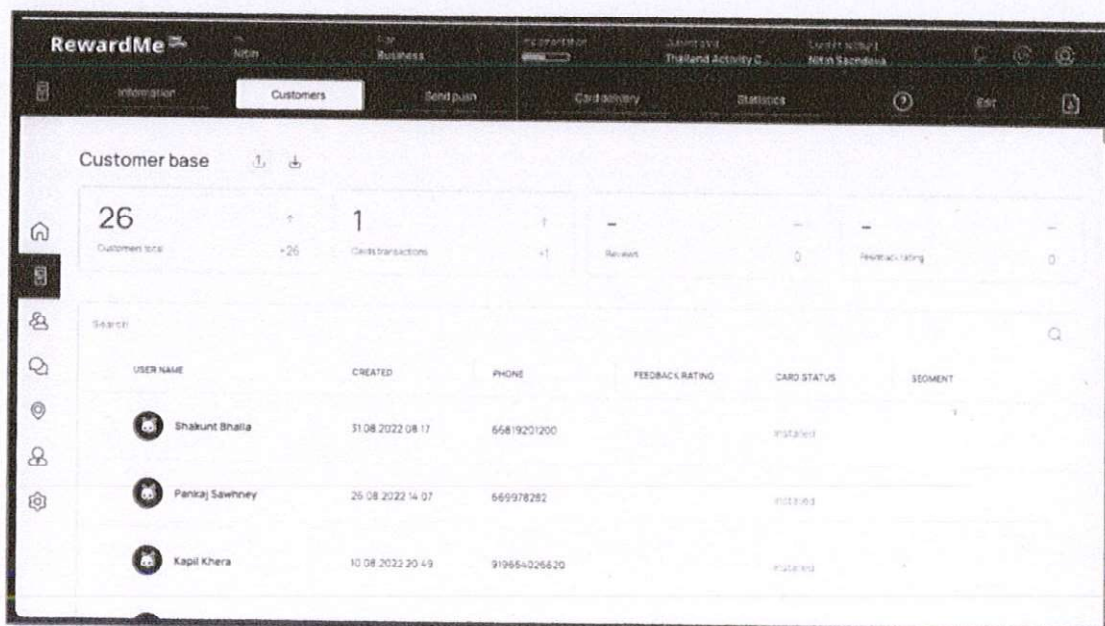 RewardMe
Nitin
Business
Thailand Activity C...
Nitin Sachdeva
Information
Customers
Send push
Card delivery
Statistics
?
Edit
Customer base
26
Customers total
+26
1
Cards transactions
+1
–
–
Reviews
0
–
–
Feedback rating
0
Search
USER NAME CREATED PHONE FEEDBACK RATING CARD STATUS SEGMENT
Shakunt Bhalla 31.08.2022 08:17 66819201200 Installed
Pankaj Sawhney 26.08.2022 14:07 669978282 Installed
Kapil Khera 10.08.2022 20:49 919654026620 Installed